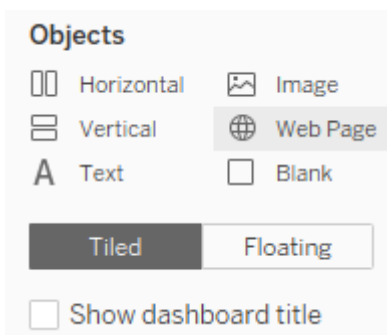 Objects
Horizontal Image
Vertical Web Page
A Text Blank
Tiled Floating
Show dashboard title